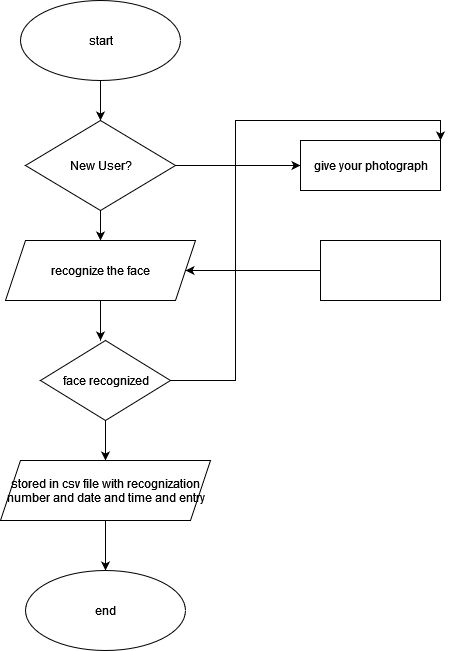 start
New User?
give your photograph
recognize the face
face recognized
stored in csv file with recognization
number and date and time and entry
end